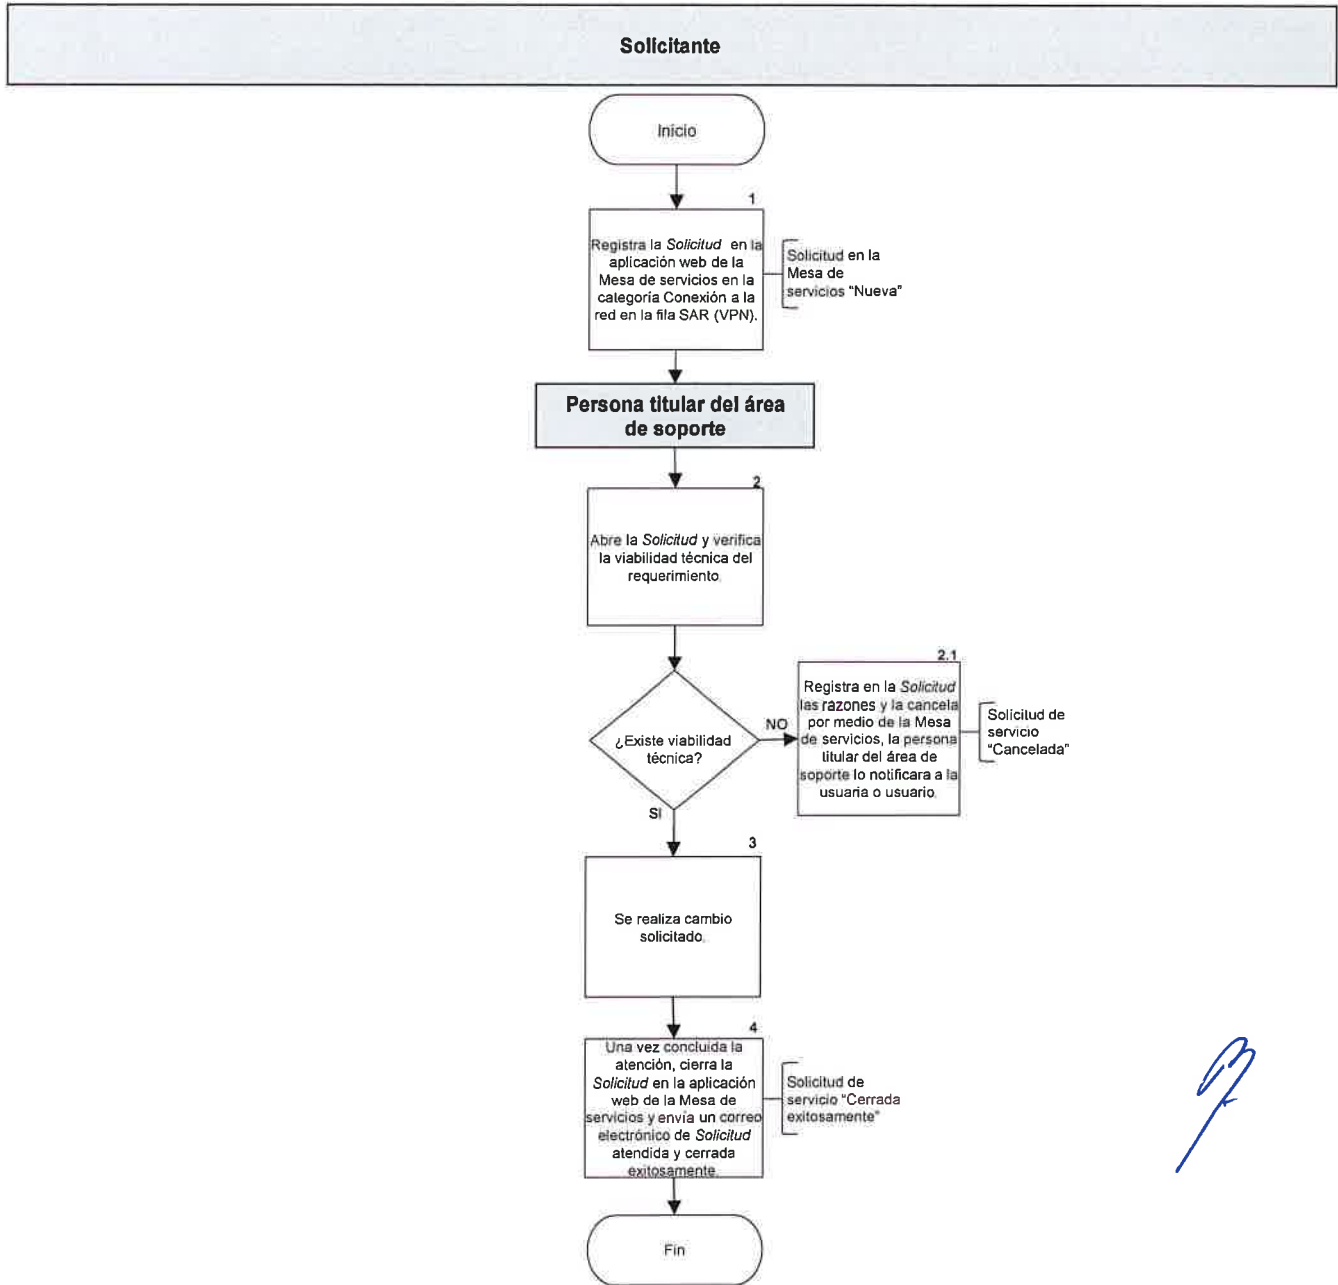 Solicitante
Inicio
1
Registra la Solicitud en la
aplicación web de la
Mesa de servicios en la
categoría Conexión a la
red en la fila SAR (VPN).
Solicitud en la
Mesa de
servicios “Nueva”
Persona titular del área
de soporte
2
Abre la Solicitud y verifica
la viabilidad técnica del
requerimiento.
¿Existe viabilidad
técnica?
NO
2.1
Registra en la Solicitud
las razones y la cancela
por medio de la Mesa
de servicios, la persona
titular del área de
soporte lo notificara a la
usuaria o usuario.
Solicitud de
servicio
“Cancelada”
SI
3
Se realiza cambio
solicitado.
4
Una vez concluida la
atención, cierra la
Solicitud en la aplicación
web de la Mesa de
servicios y envía un correo
electrónico de Solicitud
atendida y cerrada
exitosamente.
Solicitud de
servicio “Cerrada
exitosamente”
Fin